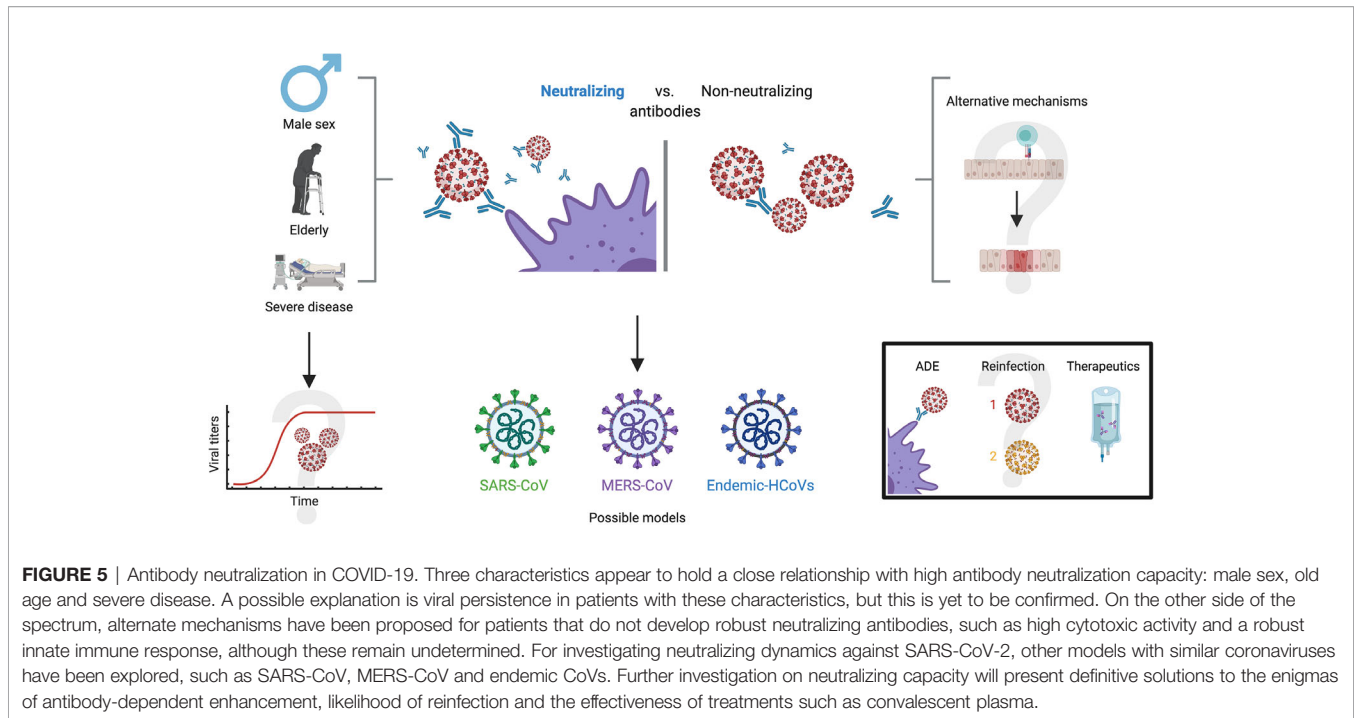 Male sex
Elderly
Severe disease
Neutralizing vs. Non-neutralizing
antibodies
Alternative mechanisms
?
Viral titers
Time
?
SARS-CoV
MERS-CoV
Endemic-HCoVs
Possible models
ADE
Reinfection
Therapeutics
1
2
?
FIGURE 5 | Antibody neutralization in COVID-19. Three characteristics appear to hold a close relationship with high antibody neutralization capacity: male sex, old
age and severe disease. A possible explanation is viral persistence in patients with these characteristics, but this is yet to be confirmed. On the other side of the
spectrum, alternate mechanisms have been proposed for patients that do not develop robust neutralizing antibodies, such as high cytotoxic activity and a robust
innate immune response, although these remain undetermined. For investigating neutralizing dynamics against SARS-CoV-2, other models with similar coronaviruses
have been explored, such as SARS-CoV, MERS-CoV and endemic CoVs. Further investigation on neutralizing capacity will present definitive solutions to the enigmas
of antibody-dependent enhancement, likelihood of reinfection and the effectiveness of treatments such as convalescent plasma.